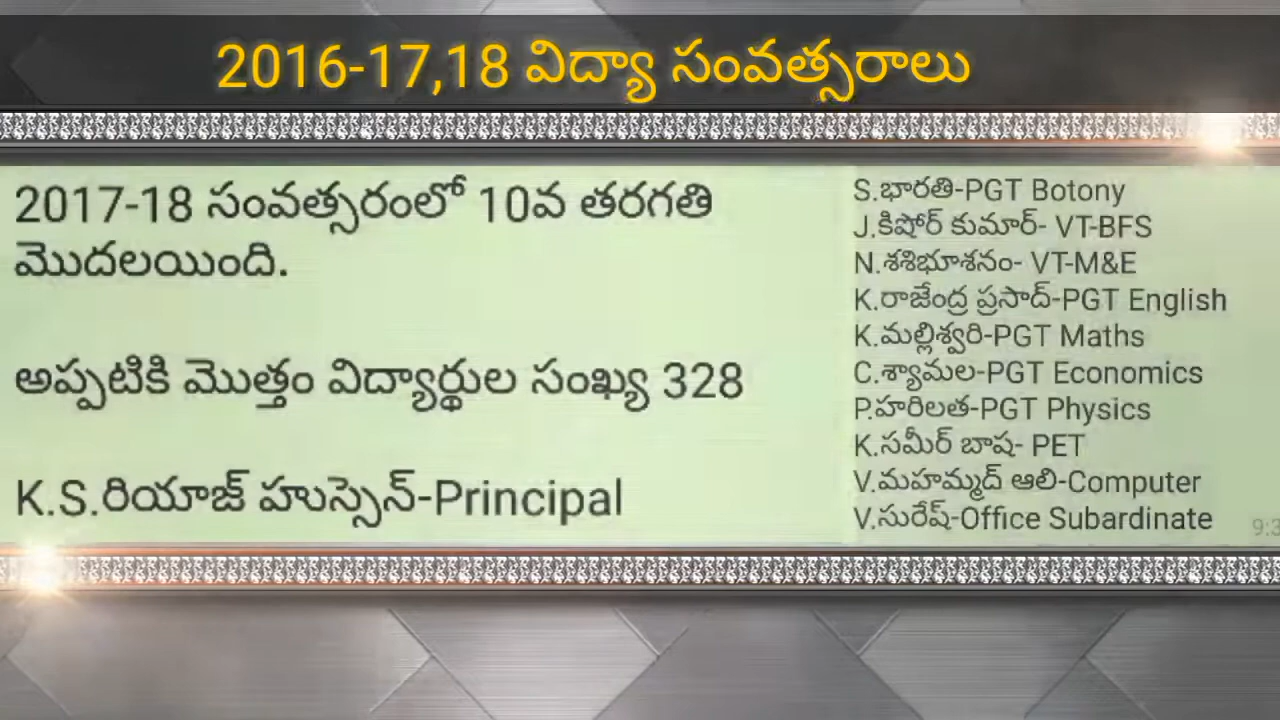 2016-17,18 విద్యా సంవత్సరాలు
2017-18 సంవత్సరంలో 10వ తరగతి
మొదలయింది.
అప్పటికి మొత్తం విద్యార్థుల సంఖ్య 328
K.S.రియాజ్ హుస్సెన్-Principal
S.భారతి-PGT Botony
J.కిషోర్ కుమార్- VT-BFS
N.శశిభూశనం- VT-M&E
K.రాజేంద్ర ప్రసాద్-PGT English
K.మల్లిశ్వరి-PGT Maths
C.శ్యామల-PGT Economics
P.హరిలత-PGT Physics
K.సమీర్ బాష- PET
V.మహమ్మద్ ఆలి-Computer
V.సురేష్-Office Subardinate